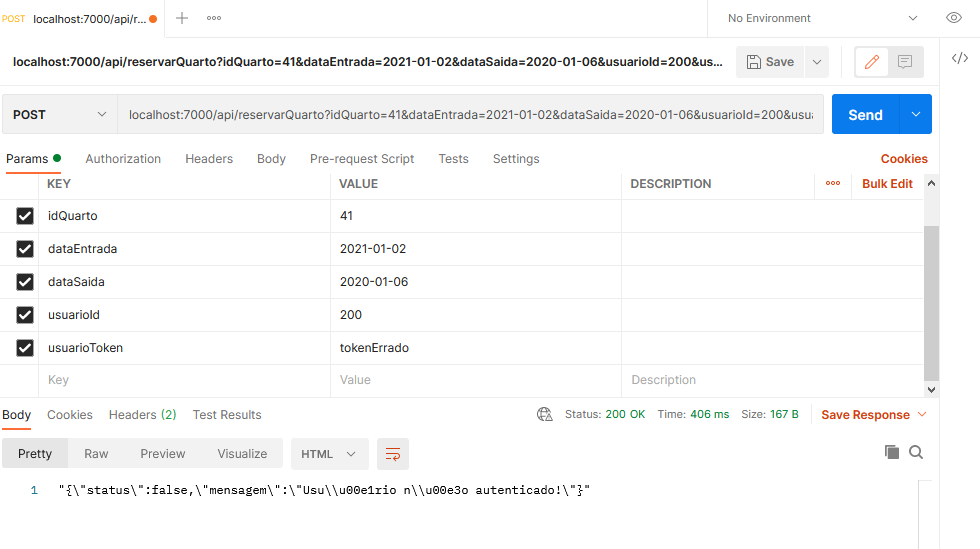 POST localhost:7000/api/r... No Environment
localhost:7000/api/reservarQuarto?idQuarto=41&dataEntrada=2021-01-02&dataSaida=2020-01-06&usuarioId=200&us... Save
POST localhost:7000/api/reservarQuarto?idQuarto=41&dataEntrada=2021-01-02&dataSaida=2020-01-06&usuarioId=200&usua Send
Params Authorization Headers Body Pre-request Script Tests Settings Cookies
KEY VALUE DESCRIPTION Bulk Edit
idQuarto 41
dataEntrada 2021-01-02
dataSaida 2020-01-06
usuarioId 200
usuarioToken tokenErrado
Key Value Description
Body Cookies Headers (2) Test Results Status: 200 OK Time: 406 ms Size: 167 B Save Response
Pretty Raw Preview Visualize HTML
1 "{\"status\":false,\"mensagem\":\"Usu\\u00e1rio n\\u00e3o autenticado!\"}"